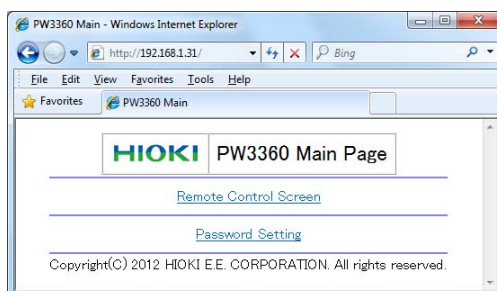 PW3360 Main - Windows Internet Explorer
http://192.168.1.31/
Bing
File Edit View Favorites Tools Help
Favorites
PW3360 Main
HIOKI PW3360 Main Page
Remote Control Screen
Password Setting
Copyright(C) 2012 HIOKI E.E. CORPORATION. All rights reserved.